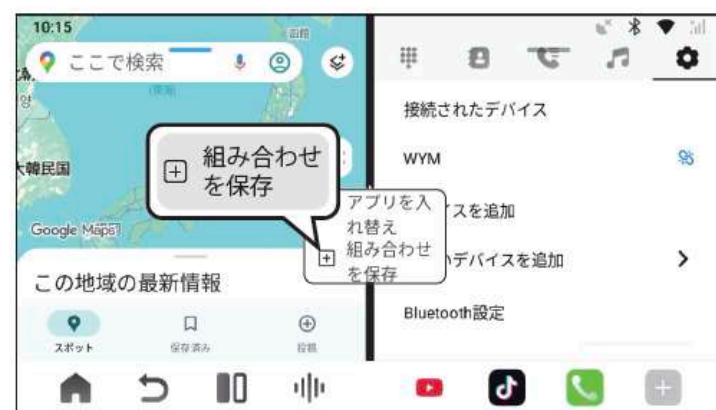 10:15
函館
ここで検索
양
大韓民国
Google Maps
組み合わせ
を保存
アプリを入
れ替え
組み合わせ
を保存
この地域の最新情報
スポット
保存済み
投稿
接続されたデバイス
WYM
イスを追加
いデバイスを追加
Bluetooth設定